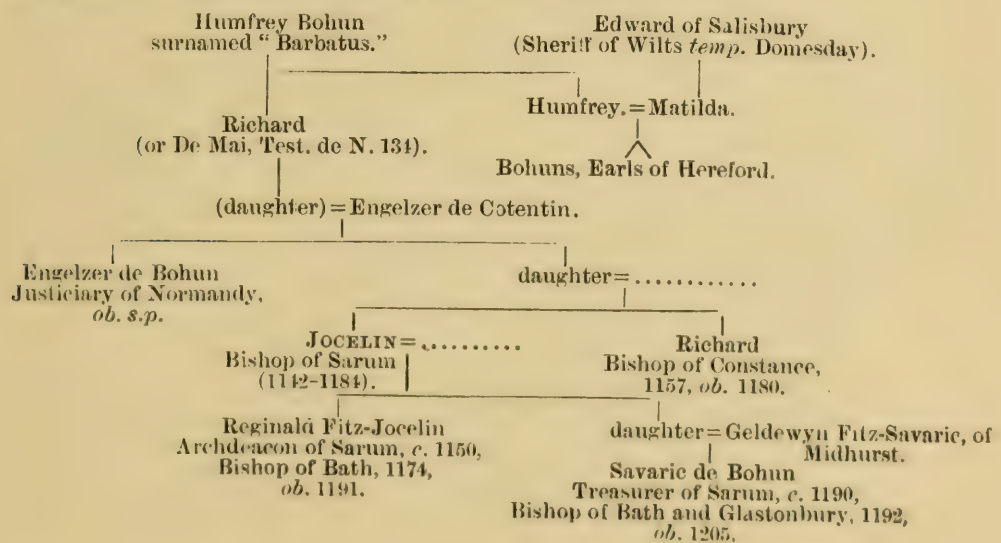 Humfrey Bohun
surnamed “ Barbatus.”
Edward of Salisbury
(Sheriff of Wilts temp. Domesday).
Humfrey.=Matilda.
Richard
(or De Mai, Test. de N. 134).
Bohuns, Earls of Hereford.
(daughter)=Engelzer de Cotentin.
Engelzer de Bohun
Justiciary of Normandy,
ob. s.p.
daughter=............
JOCELIN=.........
Bishop of Sarum
(1142-1184).
Richard
Bishop of Constance,
1157, ob. 1180.
Reginald Fitz-Jocelin
Archdeacon of Sarum, c. 1150,
Bishop of Bath, 1174,
ob. 1191.
daughter=Geldewyn Fitz-Savaric, of
Midhurst.
Savaric de Bohun
Treasurer of Sarum, c. 1190,
Bishop of Bath and Glastonbury, 1192,
ob. 1205.